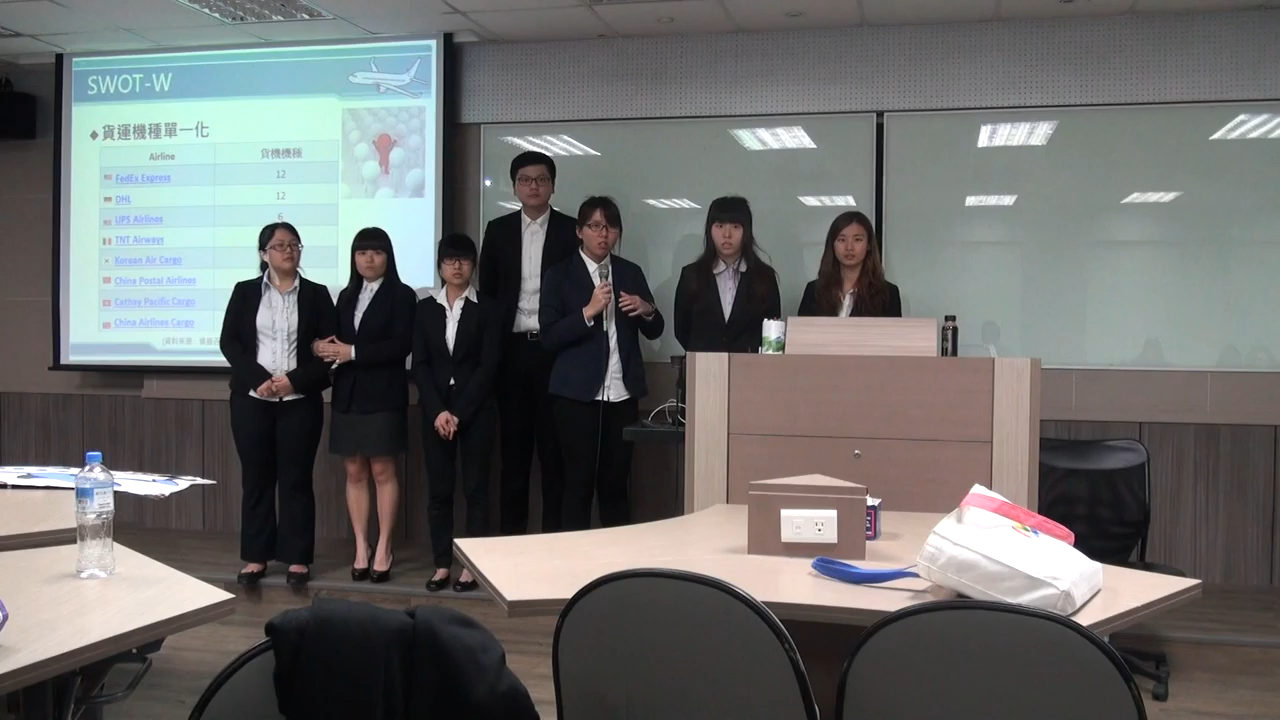 SWOT-W
貨運機種單一化
Airline 貨機機種
FedEx Express 12
DHL 12
UPS Airlines 6
TNT Airways
Korean Air Cargo
China Postal Airlines
Cathay Pacific Cargo
China Airlines Cargo